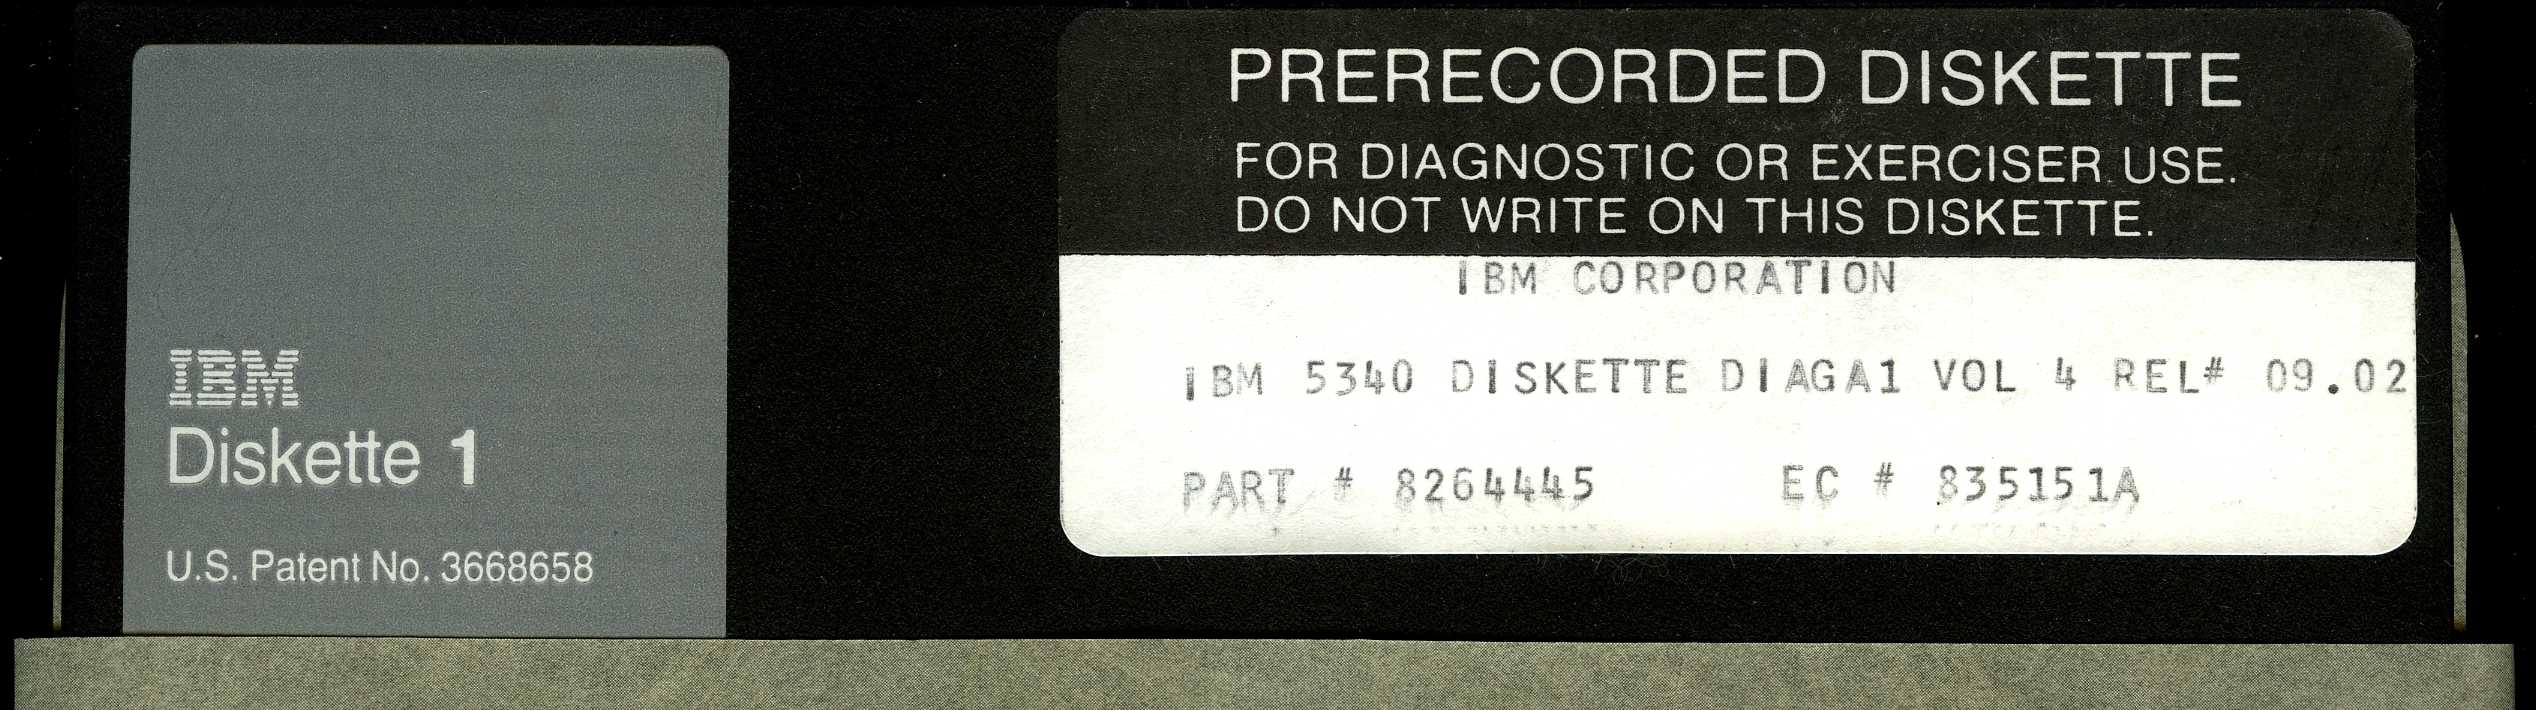 IBM
Diskette 1
U.S. Patent No. 3668658
PRERECORDED DISKETTE
FOR DIAGNOSTIC OR EXERCISER USE.
DO NOT WRITE ON THIS DISKETTE.
IBM CORPORATION
IBM 5340 DISKETTE DIAGA1 VOL 4 REL# 09.02
PART # 8264445 EC # 835151A